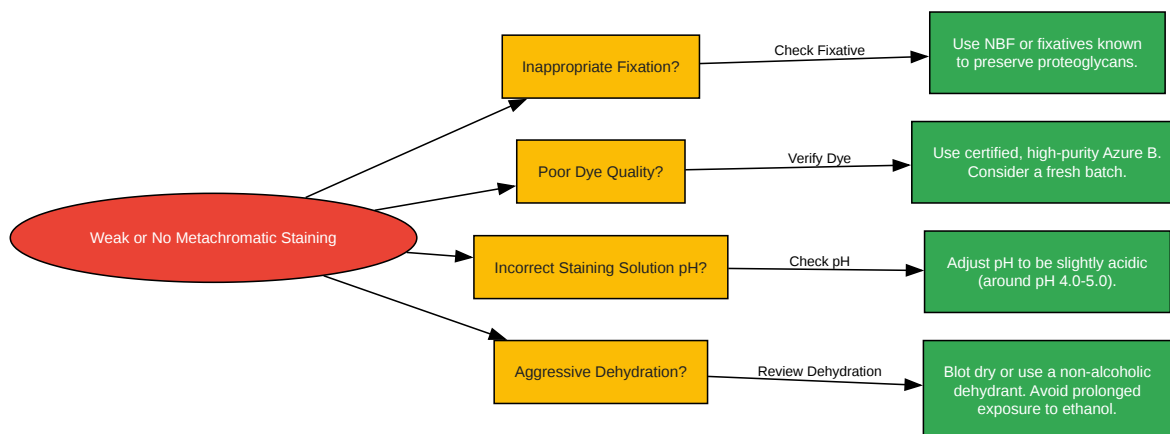 Weak or No Metachromatic Staining
Inappropriate Fixation?
Check Fixative
Use NBF or fixatives known
to preserve proteoglycans.
Poor Dye Quality?
Verify Dye
Use certified, high-purity Azure B.
Consider a fresh batch.
Incorrect Staining Solution pH?
Check pH
Adjust pH to be slightly acidic
(around pH 4.0-5.0).
Aggressive Dehydration?
Review Dehydration
Blot dry or use a non-alcoholic
dehydrant. Avoid prolonged
exposure to ethanol.